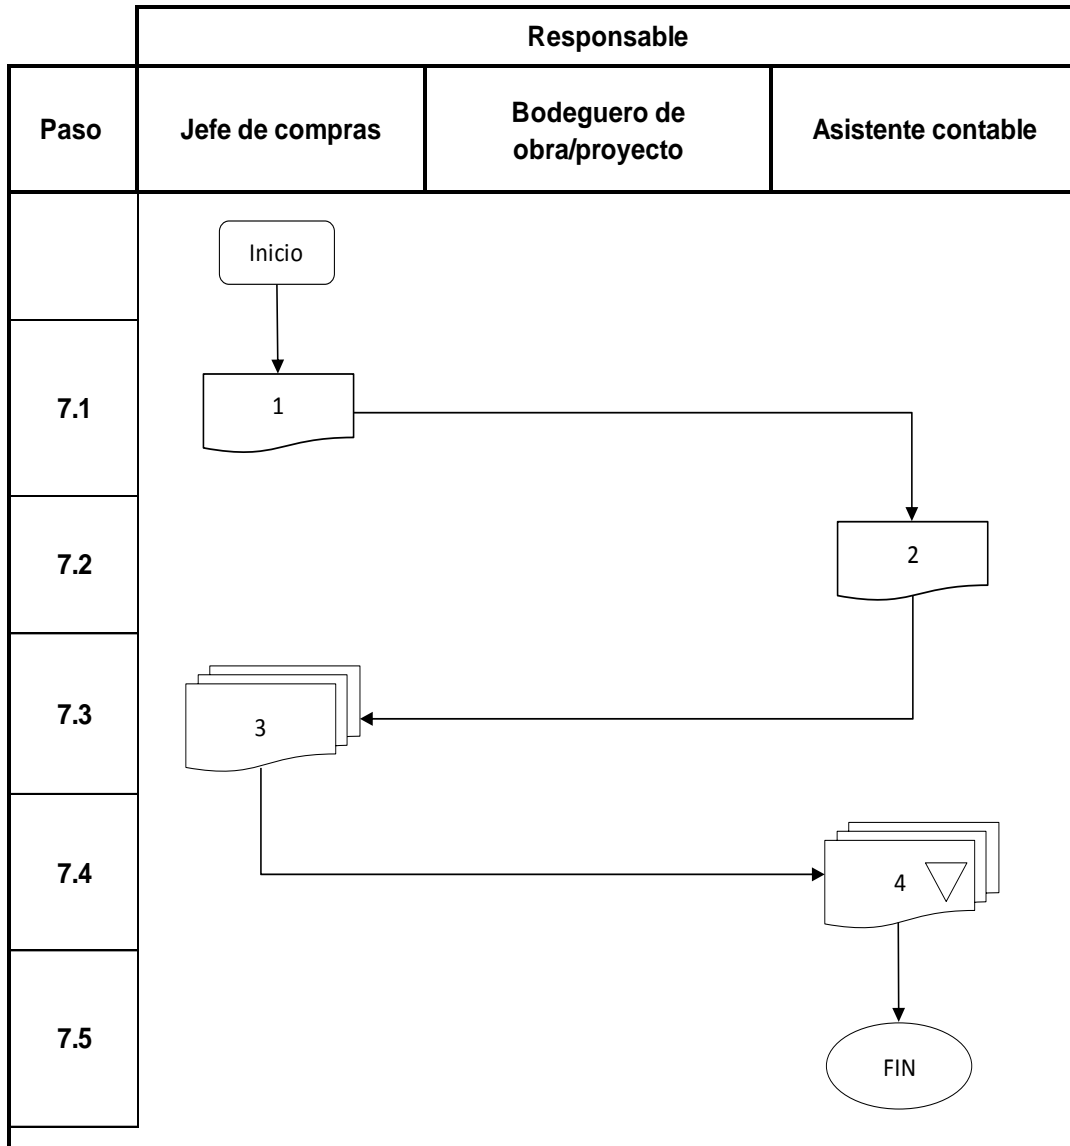 Responsable
Paso
Jefe de compras
Bodeguero de
obra/proyecto
Asistente contable
Inicio
7.1
1
7.2
2
7.3
3
7.4
4
7.5
FIN